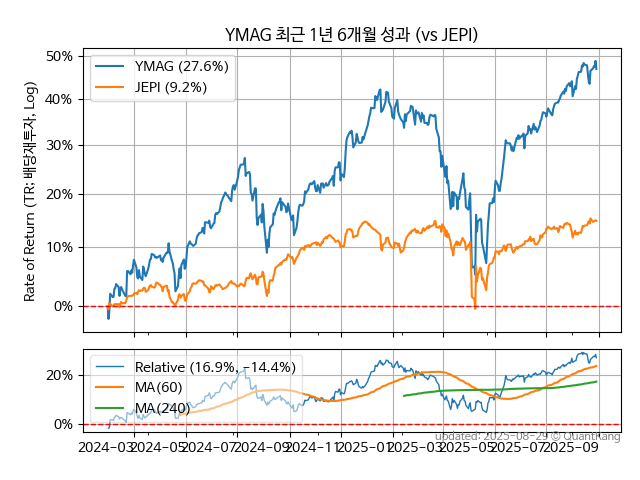 YMAG 최근 1년 6개월 성과 (vs JEPI)
Rate of Return (TR: 배당재투자, Log)
50%
40%
30%
20%
10%
0%
YMAG (27.6%)
JEPI (9.2%)
20%
0%
Relative (16.9%, −14.4%)
MA(60)
MA(240)
2024-03
2024-05
2024-07
2024-09
2024-11
2025-01
2025-03
2025-05
2025-07
2025-09
updated: 2025-08-29 © QuantKang